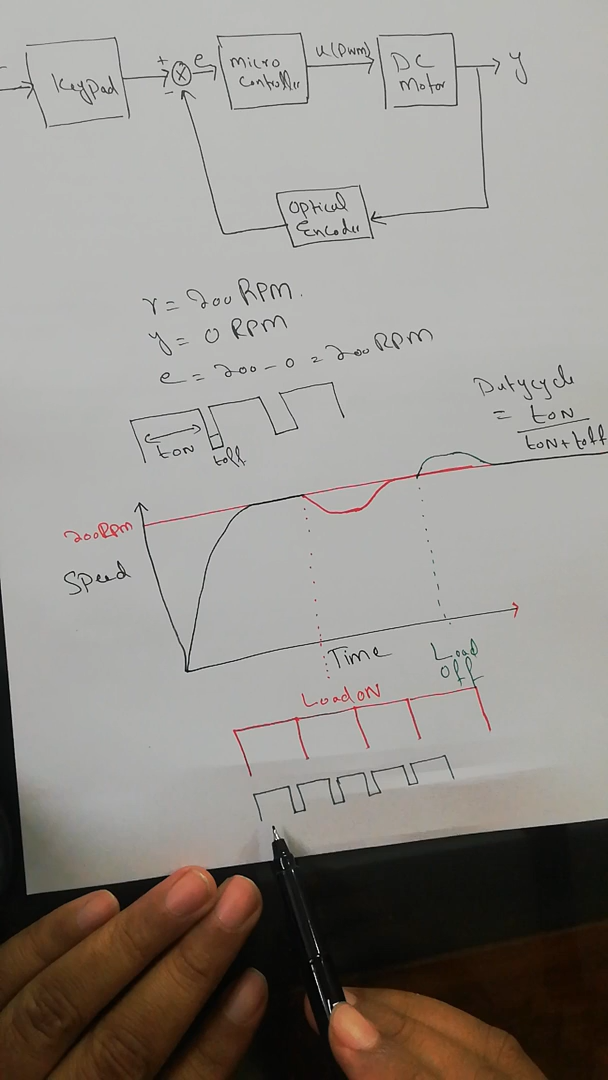 r
KeyPad
+
-
e
micro
Controller
u(pwm)
DC
Motor
y
Optical
Encoder
r = 200 RPM.
y = 0 RPM
e = 200 - 0 = 200 RPM
Dutycycle
= tON
tON + toff
tON
toff
200RPM
Speed
Time
Load
Off
Load ON